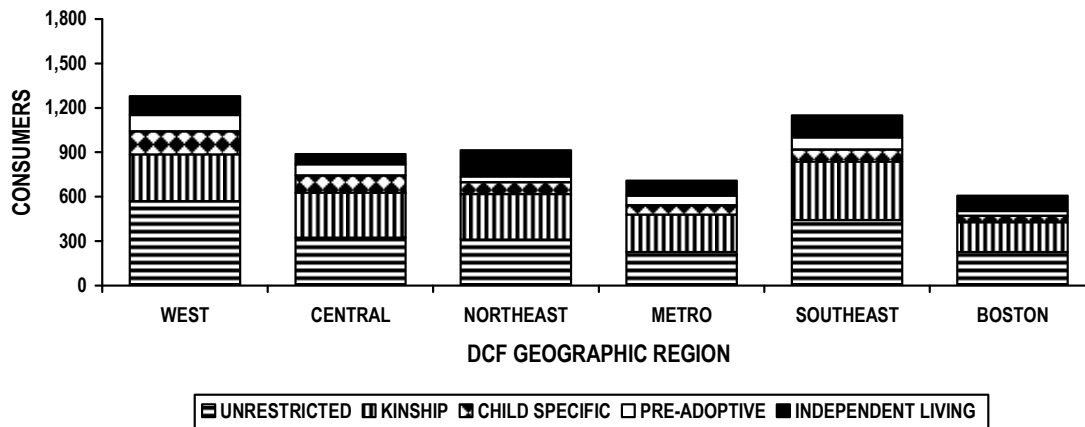 1,800
1,500
1,200
900
600
300
0
CONSUMERS
WEST CENTRAL NORTHEAST METRO SOUTHEAST BOSTON
DCF GEOGRAPHIC REGION
UNRESTRICTED KINSHIP CHILD SPECIFIC PRE-ADOPTIVE INDEPENDENT LIVING